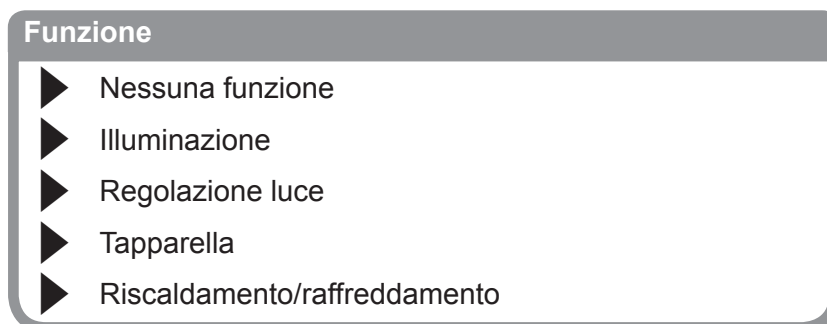 Funzione
Nessuna funzione
Illuminazione
Regolazione luce
Tapparella
Riscaldamento/raffreddamento